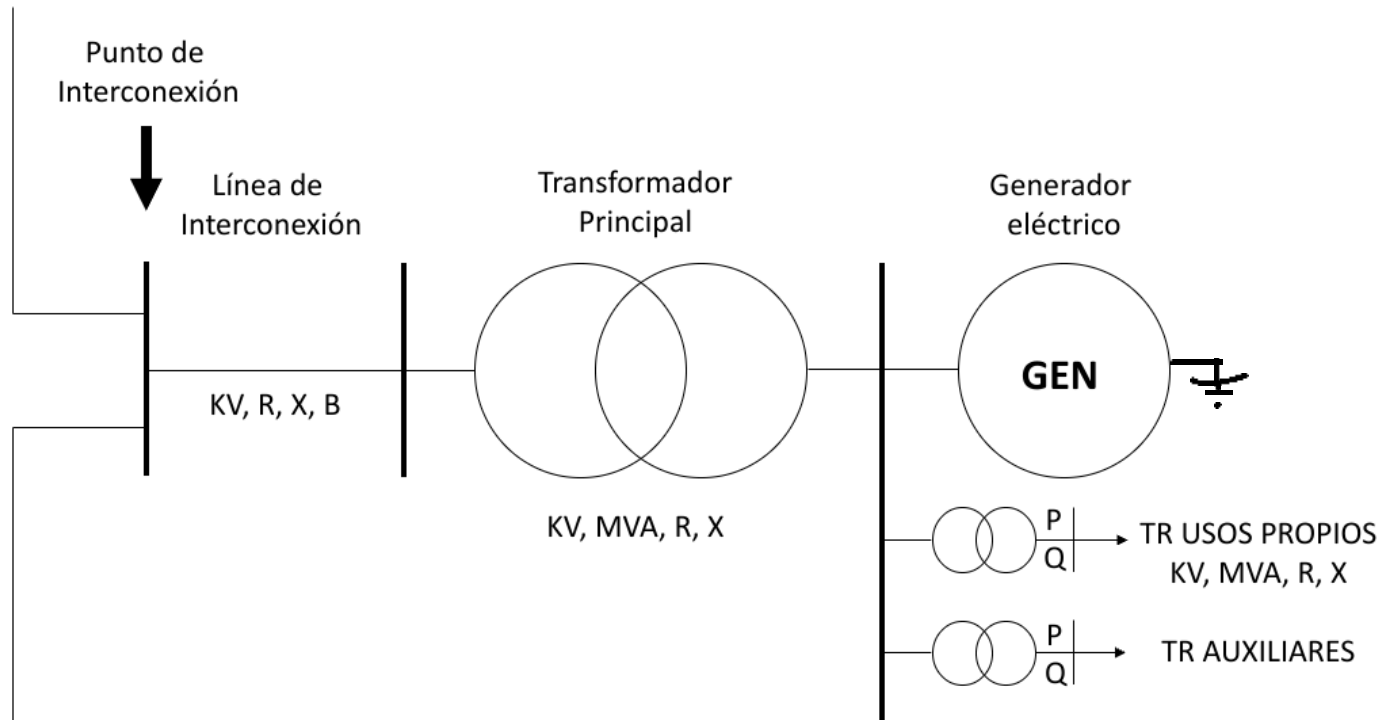 Punto de
Interconexión
Línea de
Interconexión
Transformador
Principal
Generador
eléctrico
KV, R, X, B
GEN
KV, MVA, R, X
P
Q
TR USOS PROPIOS
KV, MVA, R, X
P
Q
TR AUXILIARES